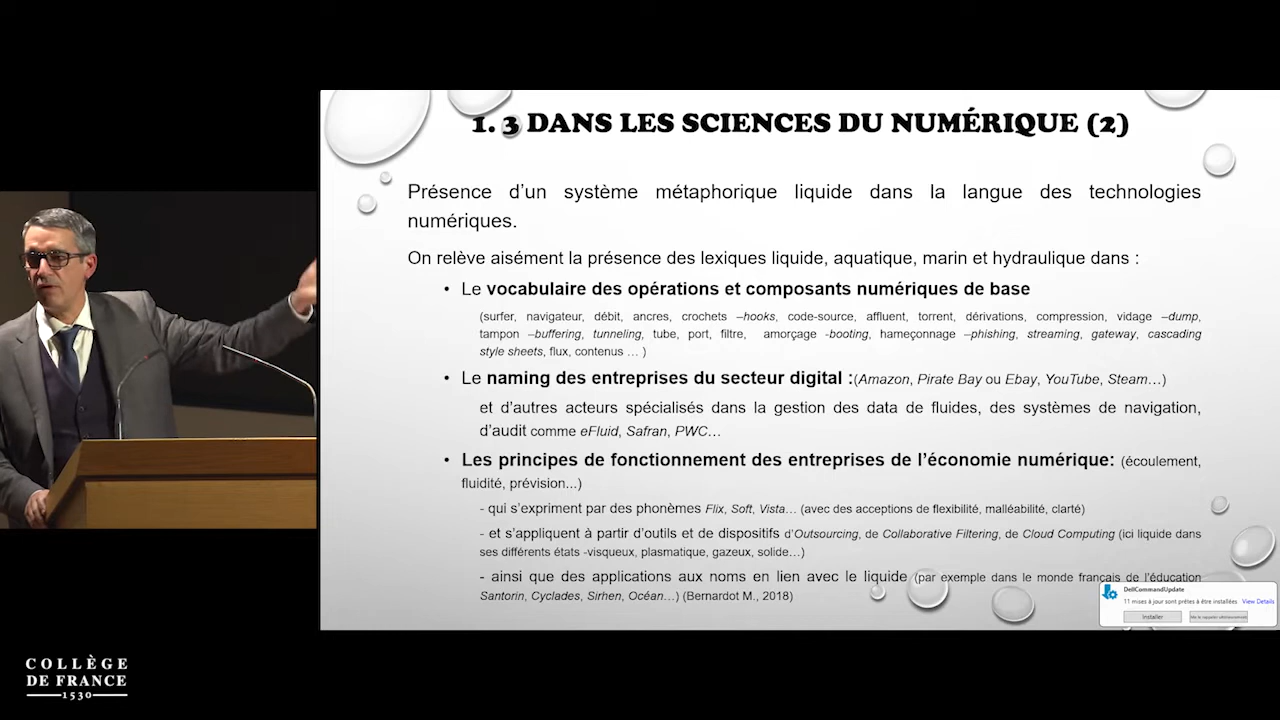 1. 3 DANS LES SCIENCES DU NUMÉRIQUE (2)
Présence d'un système métaphorique liquide dans la langue des technologies
numériques.
On relève aisément la présence des lexiques liquide, aquatique, marin et hydraulique dans :
• Le vocabulaire des opérations et composants numériques de base
(surfer, navigateur, débit, ancres, crochets –hooks, code-source, affluent, torrent, dérivations, compression, vidage –dump,
tampon –buffering, tunneling, tube, port, filtre, amorçage -booting, hameçonnage –phishing, streaming, gateway, cascading
style sheets, flux, contenus … )
• Le naming des entreprises du secteur digital :(Amazon, Pirate Bay ou Ebay, YouTube, Steam…)
et d'autres acteurs spécialisés dans la gestion des data de fluides, des systèmes de navigation,
d'audit comme eFluid, Safran, PWC…
• Les principes de fonctionnement des entreprises de l'économie numérique: (écoulement,
fluidité, prévision...)
- qui s'expriment par des phonèmes Flix, Soft, Vista… (avec des acceptions de flexibilité, malléabilité, clarté)
- et s'appliquent à partir d'outils et de dispositifs d'Outsourcing, de Collaborative Filtering, de Cloud Computing (ici liquide dans
ses différents états -visqueux, plasmatique, gazeux, solide…)
- ainsi que des applications aux noms en lien avec le liquide (par exemple dans le monde français de l'éducation
Santorin, Cyclades, Sirhen, Océan…) (Bernardot M., 2018)
DellCommandUpdate
11 mises à jour sont prêtes à être installées View Details
Installer
COLLÈGE
DE FRANCE
1530